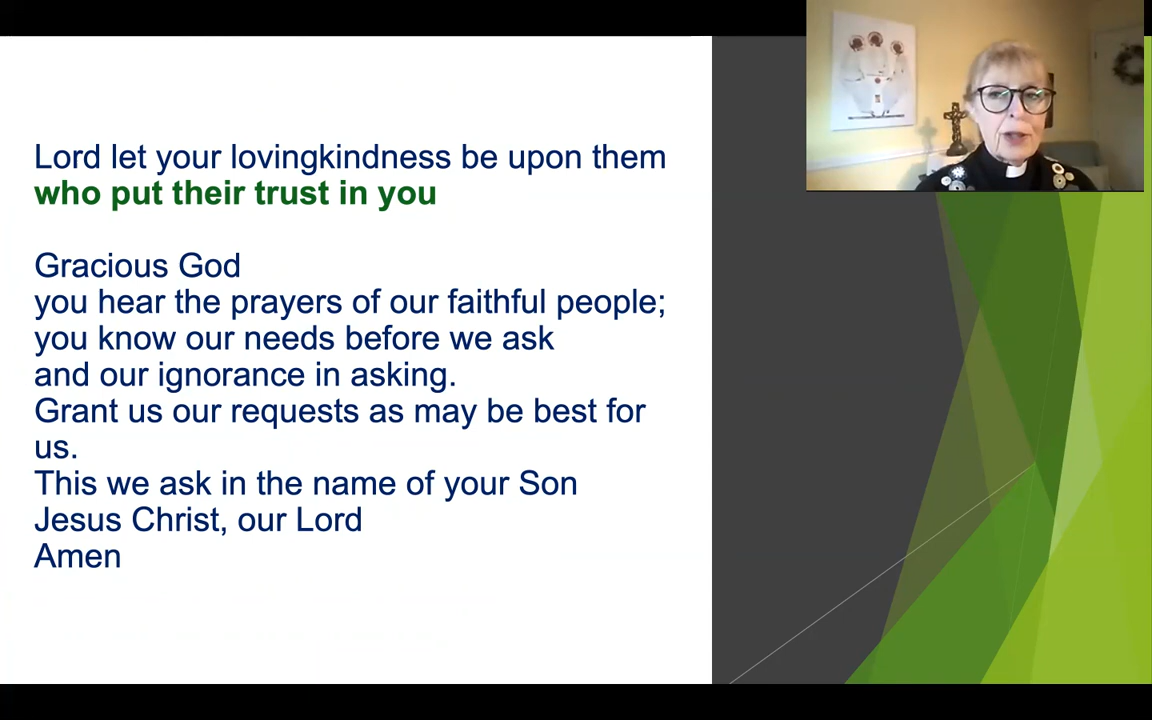 Lord let your lovingkindness be upon them
who put their trust in you
Gracious God
you hear the prayers of our faithful people;
you know our needs before we ask
and our ignorance in asking.
Grant us our requests as may be best for
us.
This we ask in the name of your Son
Jesus Christ, our Lord
Amen